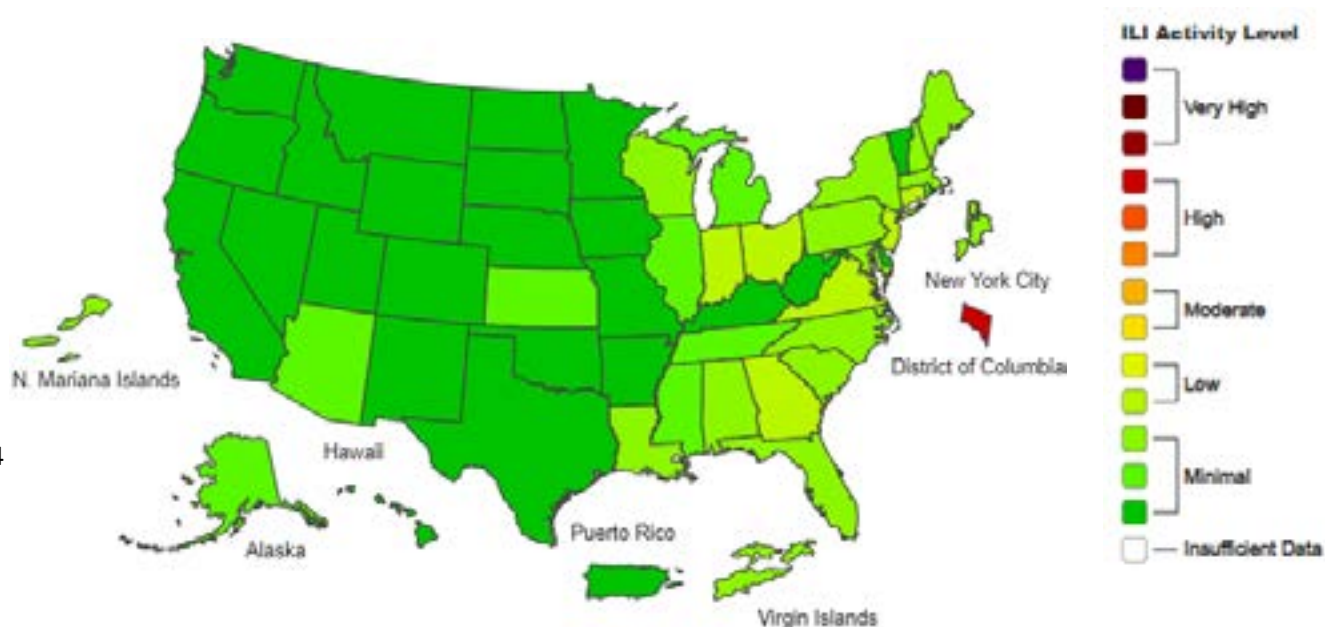 ILI Activity Level
Very High
High
Moderate
Low
Minimal
Insufficient Data
New York City
District of Columbia
N. Mariana Islands
Hawaii
Alaska
Puerto Rico
Virgin Islands
4